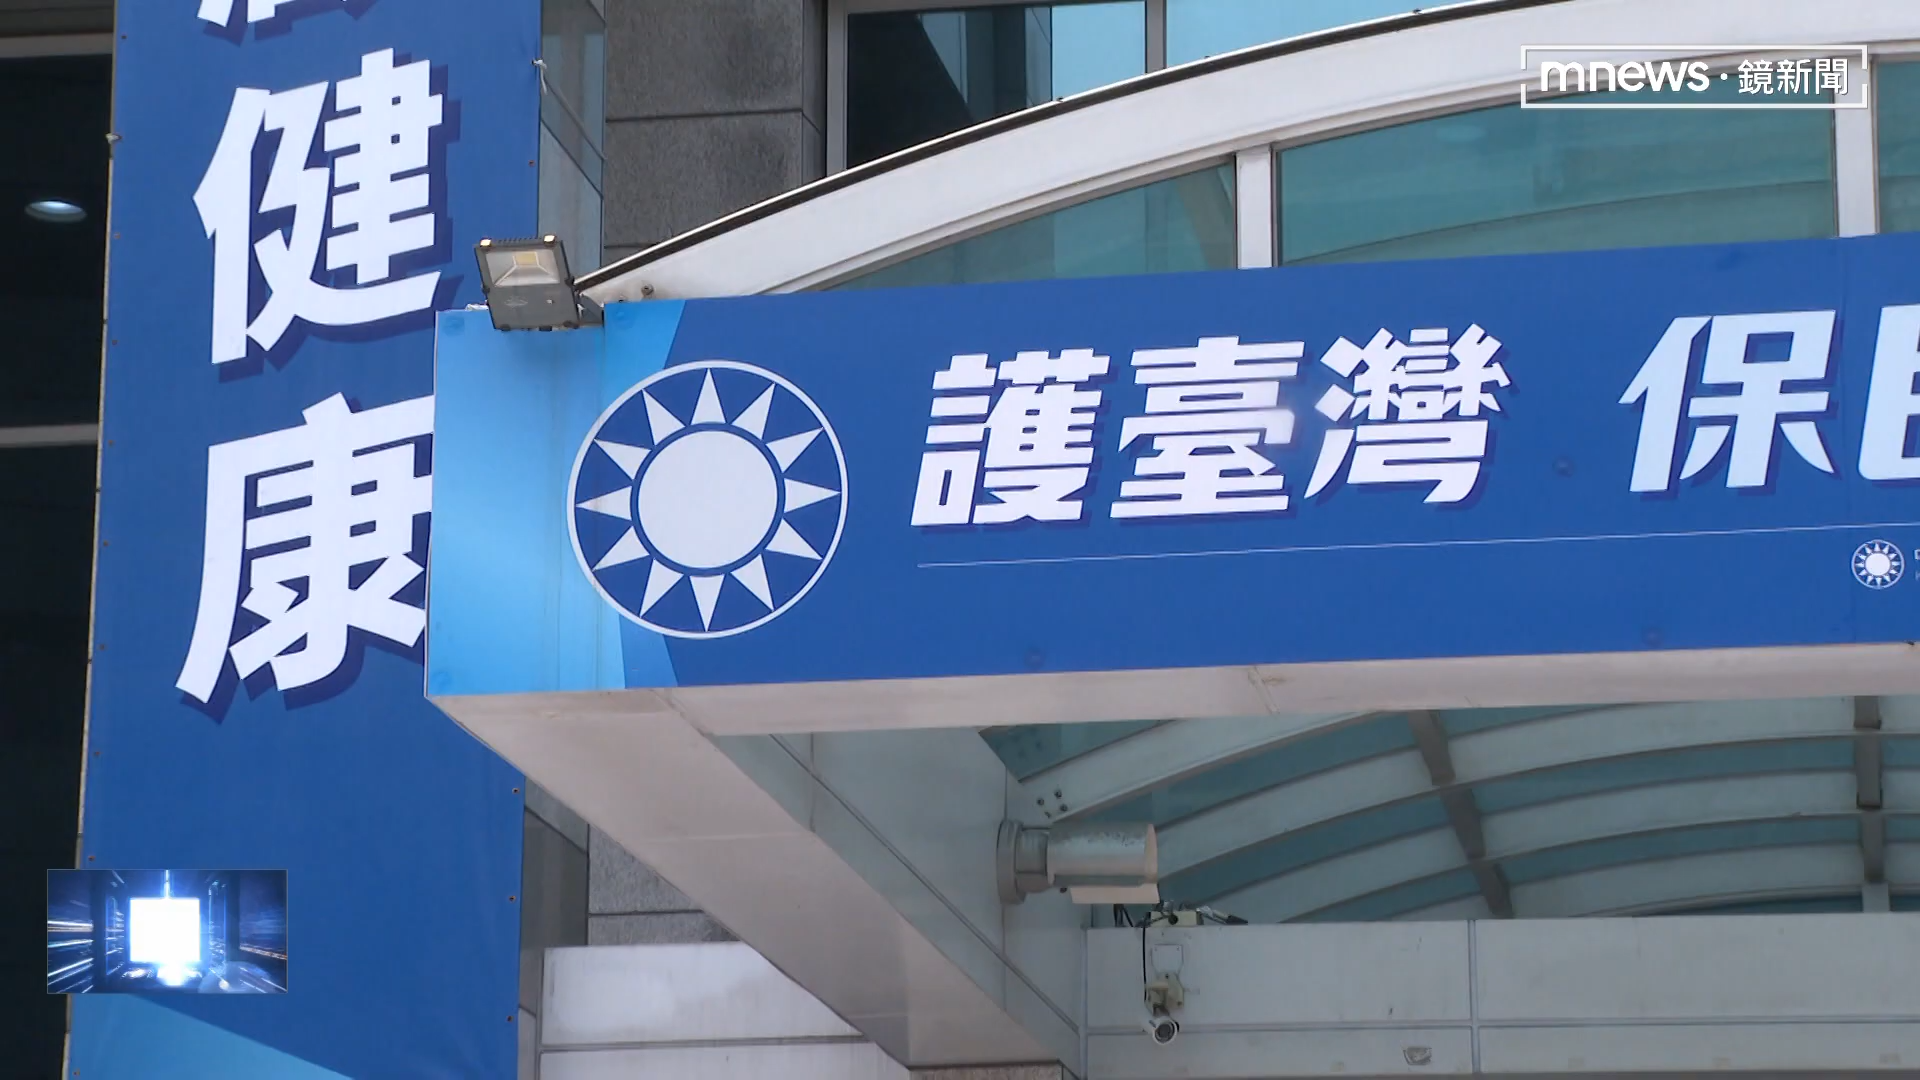 mnews・鏡新聞
健
康
護臺灣 保